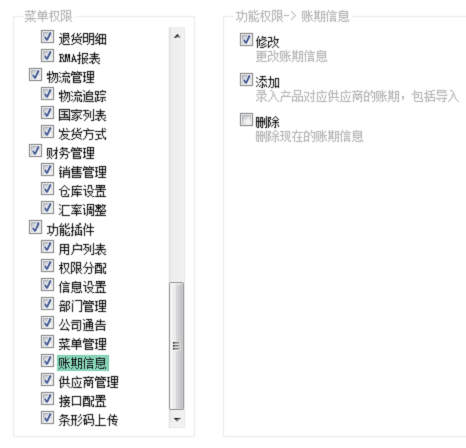 菜单权限
退货明细
RMA报表
物流管理
物流追踪
国家列表
发货方式
财务管理
销售管理
仓库设置
汇率调整
功能插件
用户列表
权限分配
信息设置
部门管理
公司通告
菜单管理
账期信息
供应商管理
接口配置
条形码上传
功能权限-> 账期信息
修改
更改账期信息
添加
录入产品对应供应商的账期，包括导入
删除
删除现在的账期信息